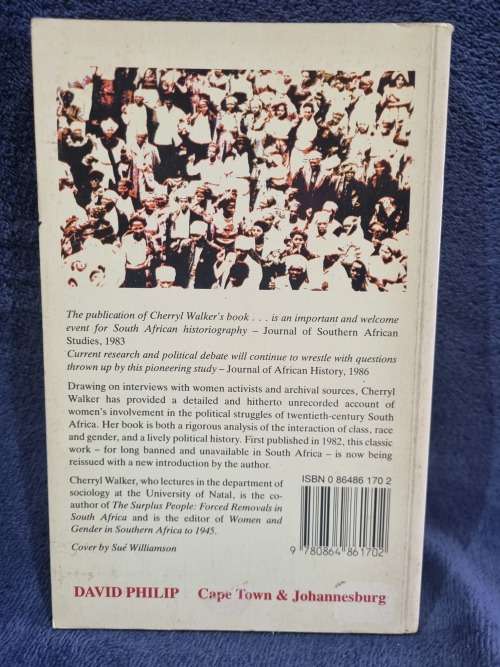 The publication of Cherryl Walker's book . . . is an important and welcome
event for South African historiography – Journal of Southern African
Studies, 1983
Current research and political debate will continue to wrestle with questions
thrown up by this pioneering study – Journal of African History, 1986
Drawing on interviews with women activists and archival sources, Cherryl
Walker has provided a detailed and hitherto unrecorded account of
women's involvement in the political struggles of twentieth-century South
Africa. Her book is both a rigorous analysis of the interaction of class, race
and gender, and a lively political history. First published in 1982, this classic
work – for long banned and unavailable in South Africa – is now being
reissued with a new introduction by the author.
Cherryl Walker, who lectures in the department of
sociology at the University of Natal, is the co-
author of The Surplus People: Forced Removals in
South Africa and is the editor of Women and
Gender in Southern Africa to 1945.
Cover by Sue Williamson
ISBN 0 86486 170 2
9 780864 861702
DAVID PHILIP Cape Town & Johannesburg